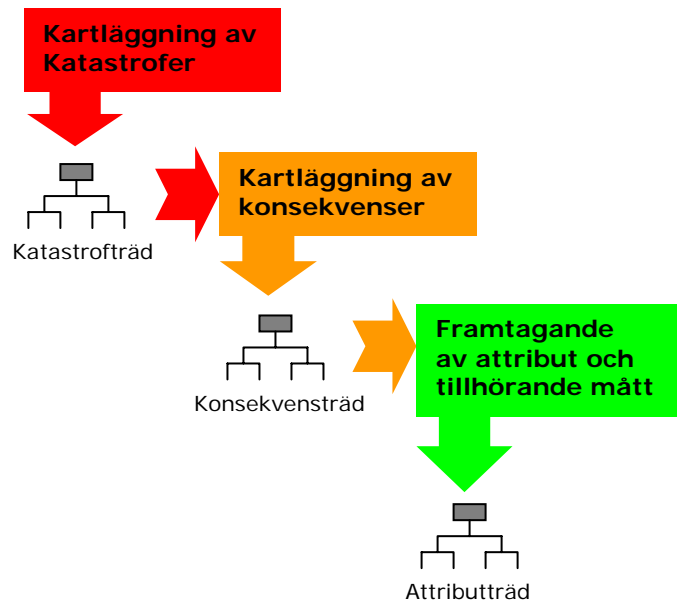 Kartläggning av
Katastrofer
Katastrofträd
Kartläggning av
konsekvenser
Konsekvensträd
Framtagande
av attribut och
tillhörande mått
Attributträd